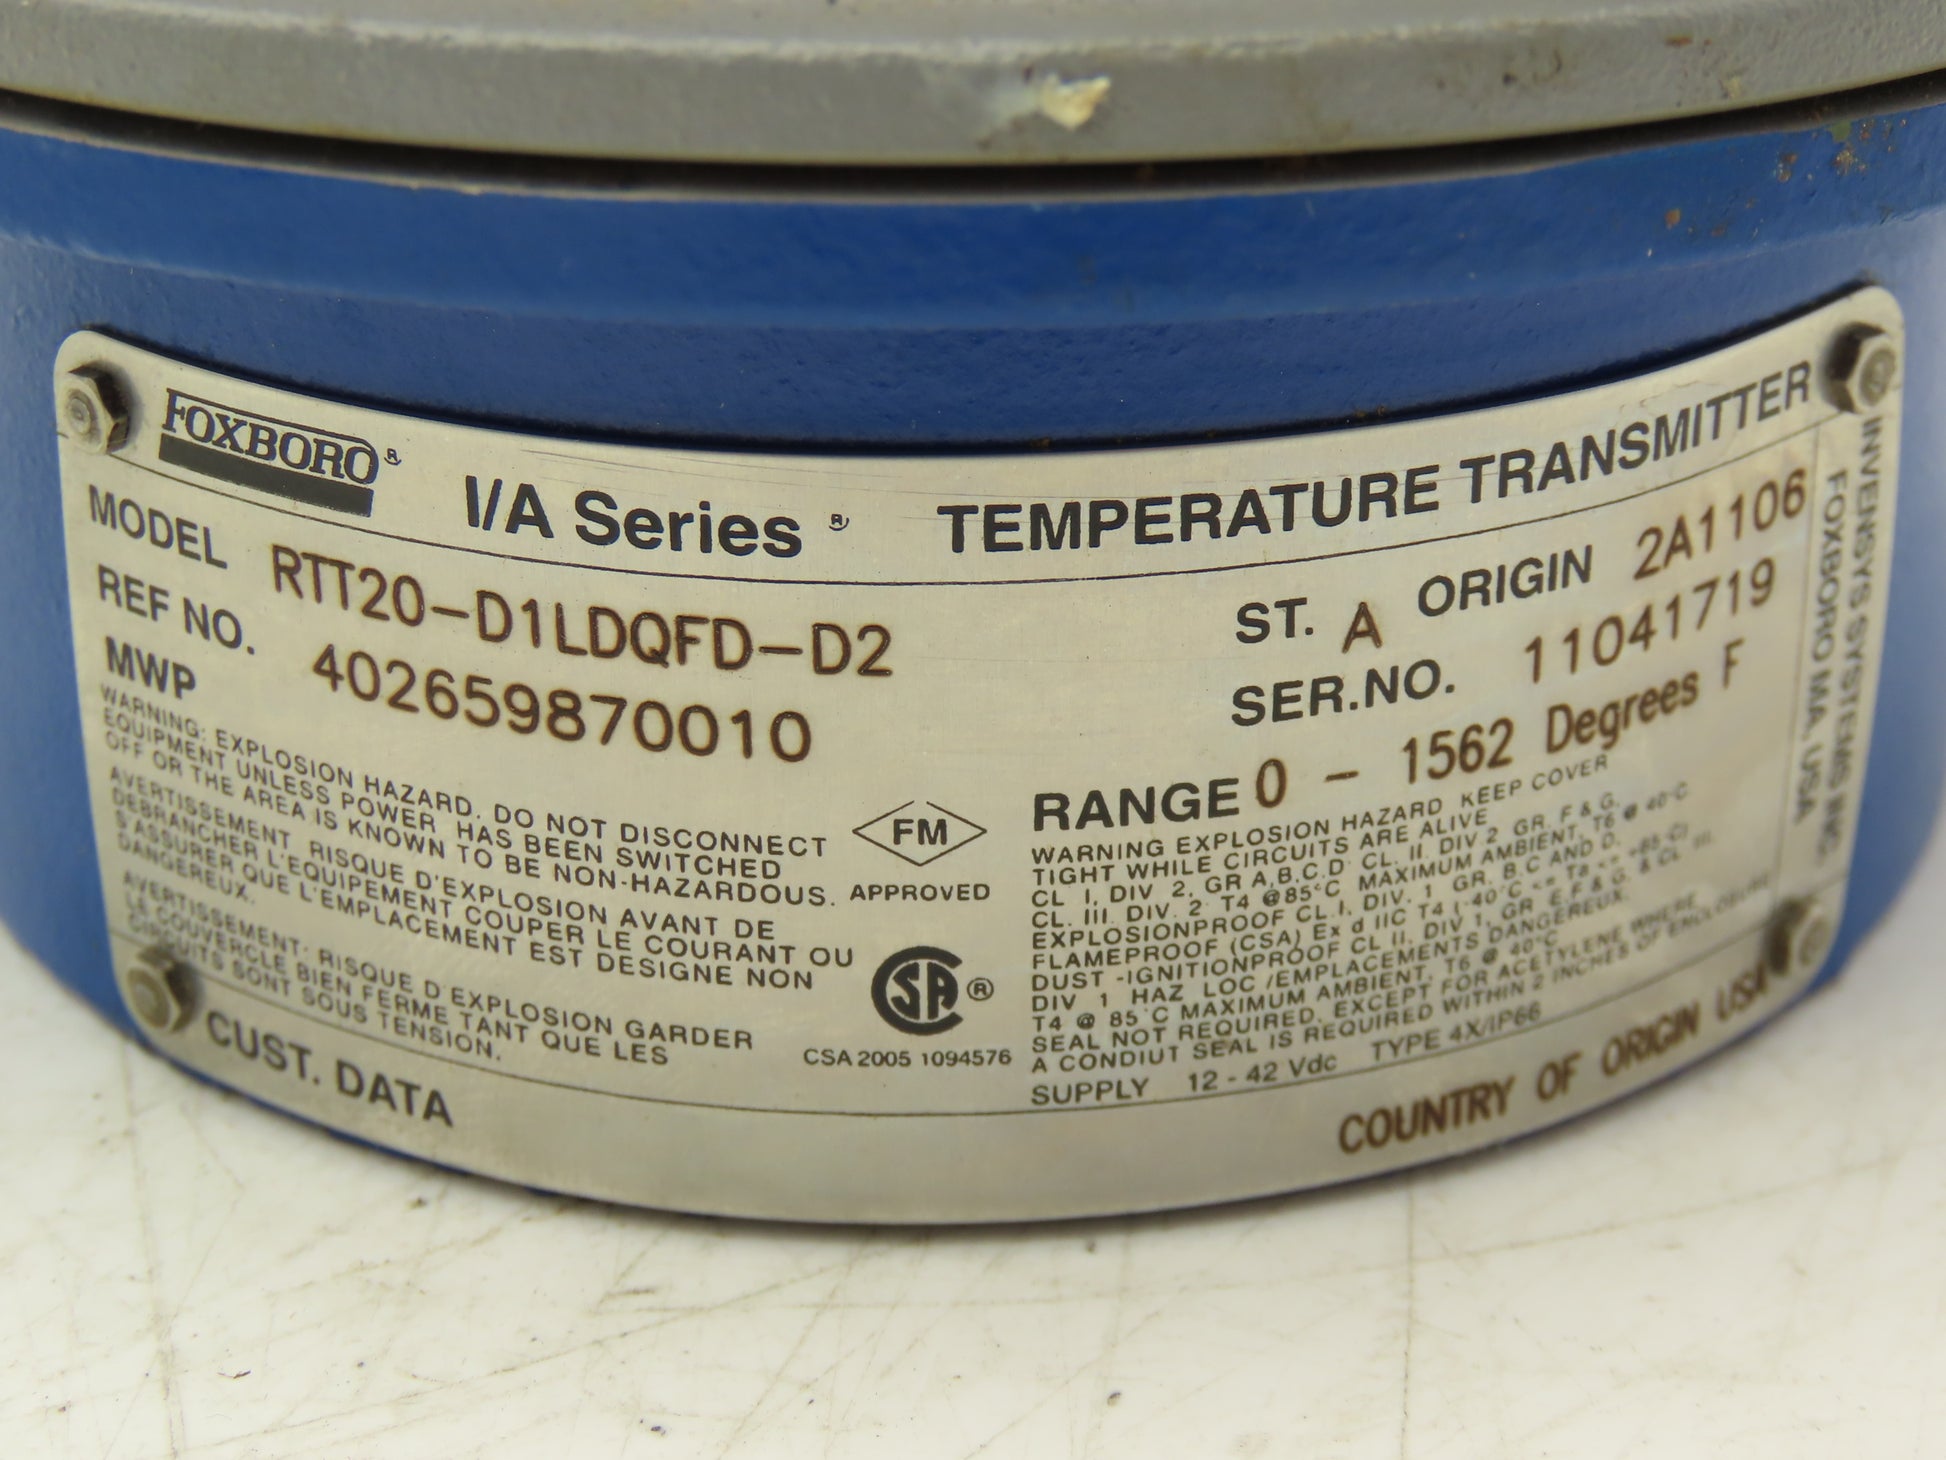 FOXBORO® I/A Series ® TEMPERATURE TRANSMITTER
MODEL RTT20-D1LDQFD-D2
REF NO. 402659870010
MWP
ST. A ORIGIN 2A1106
SER.NO. 11041719
RANGE 0 - 1562 Degrees F
WARNING: EXPLOSION HAZARD. DO NOT DISCONNECT
EQUIPMENT UNLESS POWER HAS BEEN SWITCHED
OFF OR THE AREA IS KNOWN TO BE NON-HAZARDOUS.
AVERTISSEMENT RISQUE D'EXPLOSION AVANT DE
DEBRANCHER L'EQUIPEMENT COUPER LE COURANT OU
S'ASSURER QUE L'EMPLACEMENT EST DESIGNE NON
DANGEREUX.
AVERTISSEMENT: RISQUE D'EXPLOSION GARDER
LE COUVERCLE BIEN FERME TANT QUE LES
CIRCUITS SONT SOUS TENSION.
FM
APPROVED
CSA ®
CSA 2005 1094576
WARNING EXPLOSION HAZARD KEEP COVER
TIGHT WHILE CIRCUITS ARE ALIVE
CL I, DIV 2, GR A,B,C,D CL. II, DIV 2 GR. F & G,
CL. III. DIV. 2 T4 @85°C MAXIMUM AMBIENT, T6 @ 40°C
EXPLOSIONPROOF CL.I, DIV. 1 GR. B,C AND D.
FLAMEPROOF (CSA) Ex d IIC T4 (-40°C <= Ta <= +85°C)
DUST -IGNITIONPROOF CL II, DIV 1, GR E,F & G, & CL III,
DIV 1 HAZ LOC /EMPLACEMENTS DANGEREUX.
T4 @ 85°C MAXIMUM AMBIENT, T6 @ 40°C
SEAL NOT REQUIRED, EXCEPT FOR ACETYLENE WHERE
A CONDIUT SEAL IS REQUIRED WITHIN 2 INCHES OF ENCLOSURE
SUPPLY 12 - 42 Vdc TYPE 4X/IP66
CUST. DATA
COUNTRY OF ORIGIN USA
INVENSYS SYSTEMS INC.
FOXBORO MA, USA